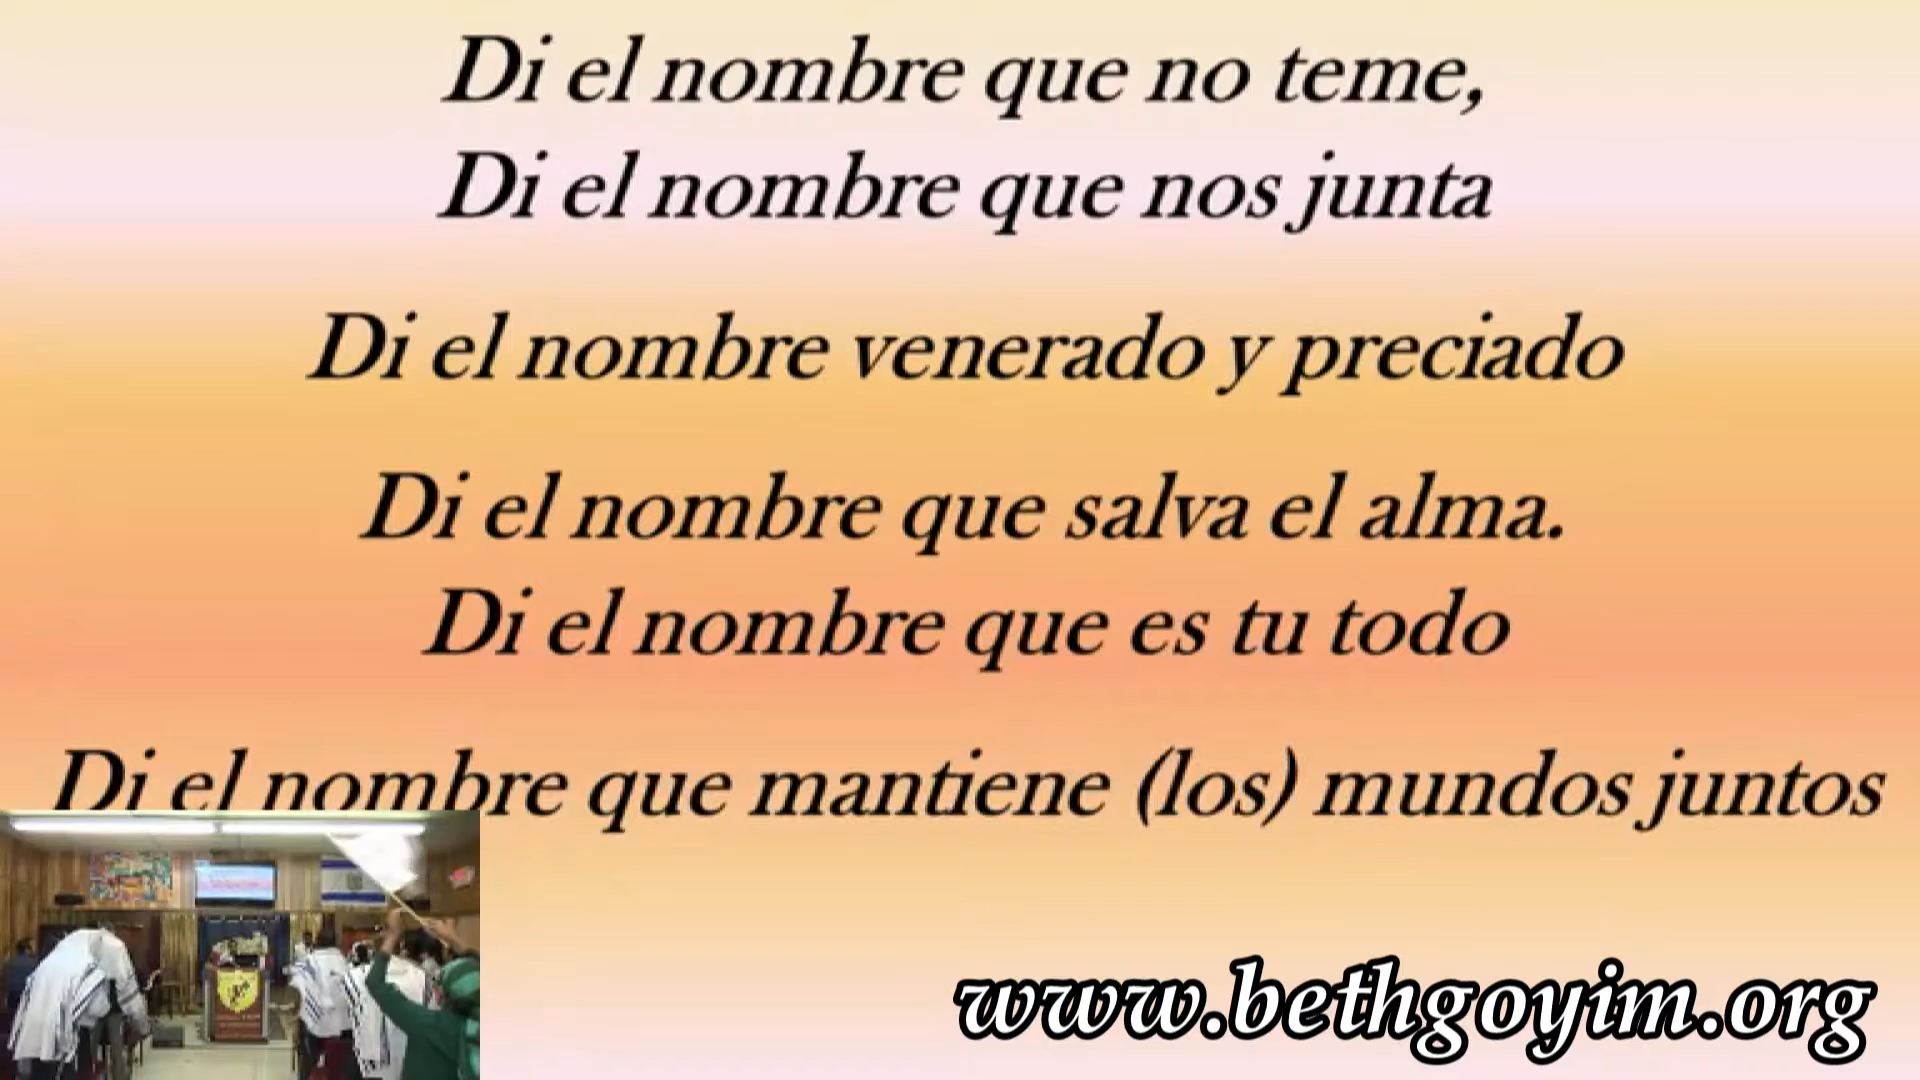 Di el nombre que no teme,
Di el nombre que nos junta
Di el nombre venerado y preciado
Di el nombre que salva el alma.
Di el nombre que es tu todo
Di el nombre que mantiene (los) mundos juntos
www.bethgoyim.org